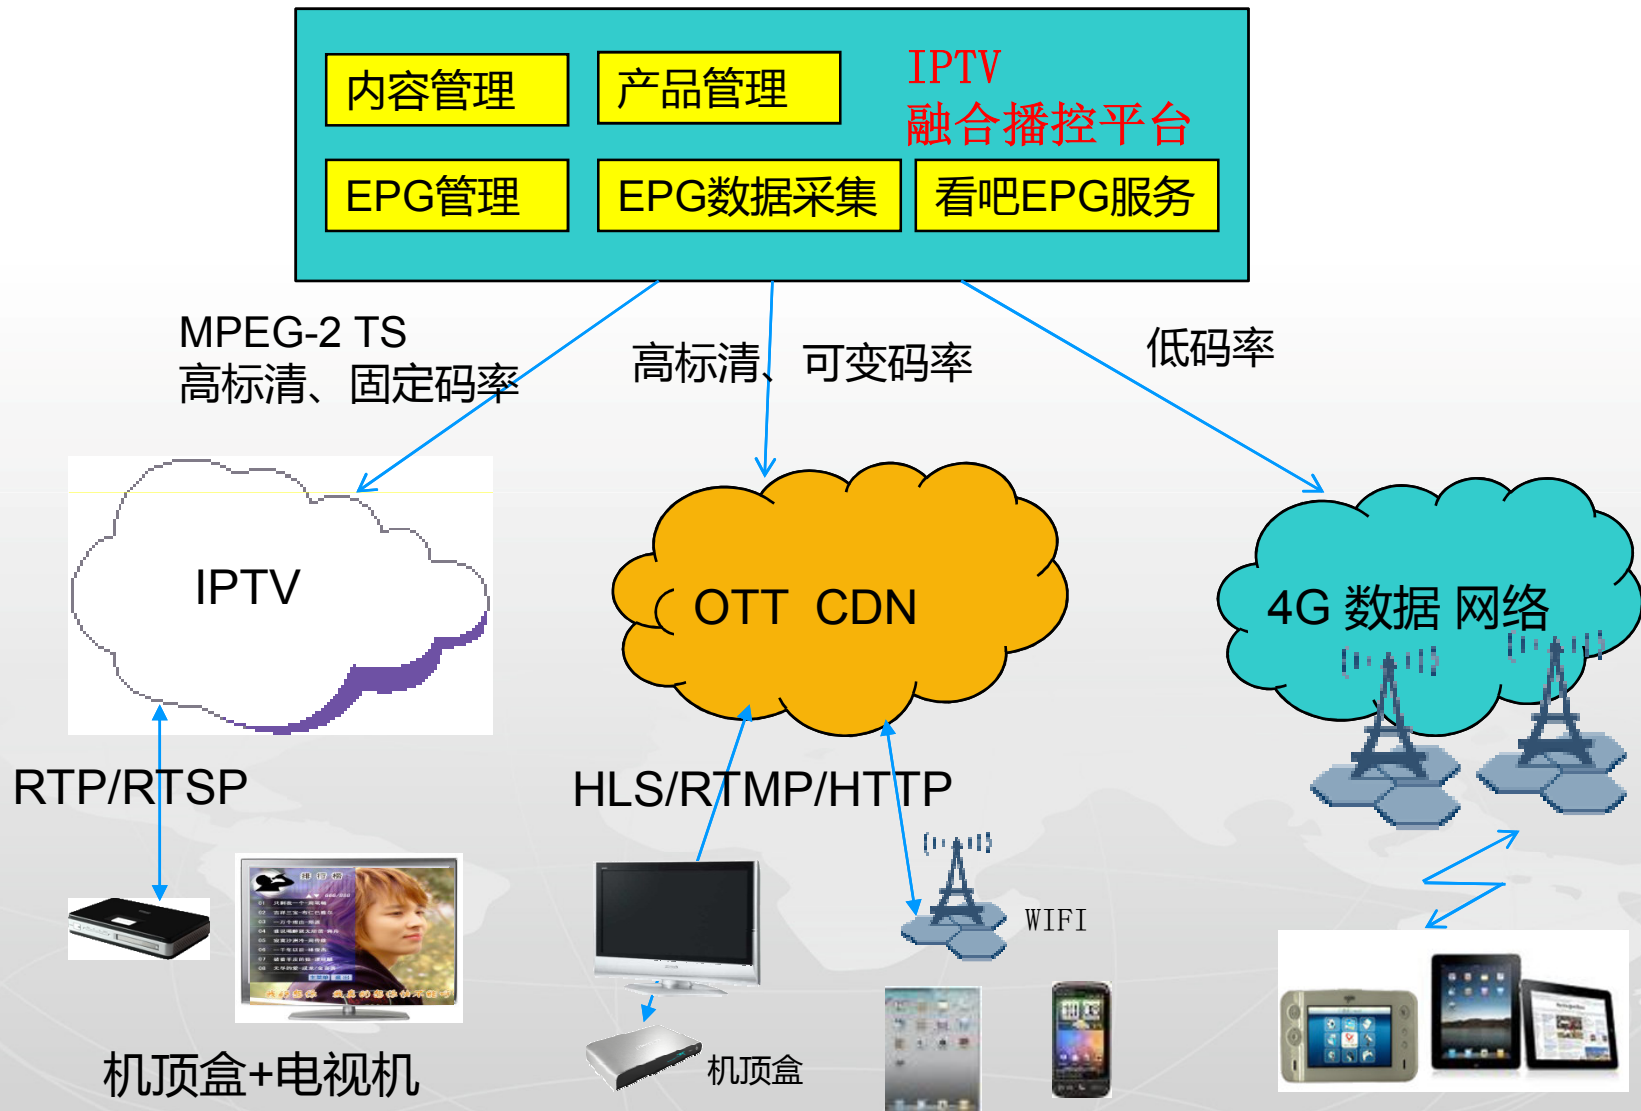 内容管理
产品管理
IPTV
融合播控平台
EPG管理
EPG数据采集
看吧EPG服务
MPEG-2 TS
高标清、固定码率
高标清、可变码率
低码率
IPTV
OTT CDN
4G 数据 网络
RTP/RTSP
HLS/RTMP/HTTP
排行榜
WIFI
机顶盒+电视机
机顶盒